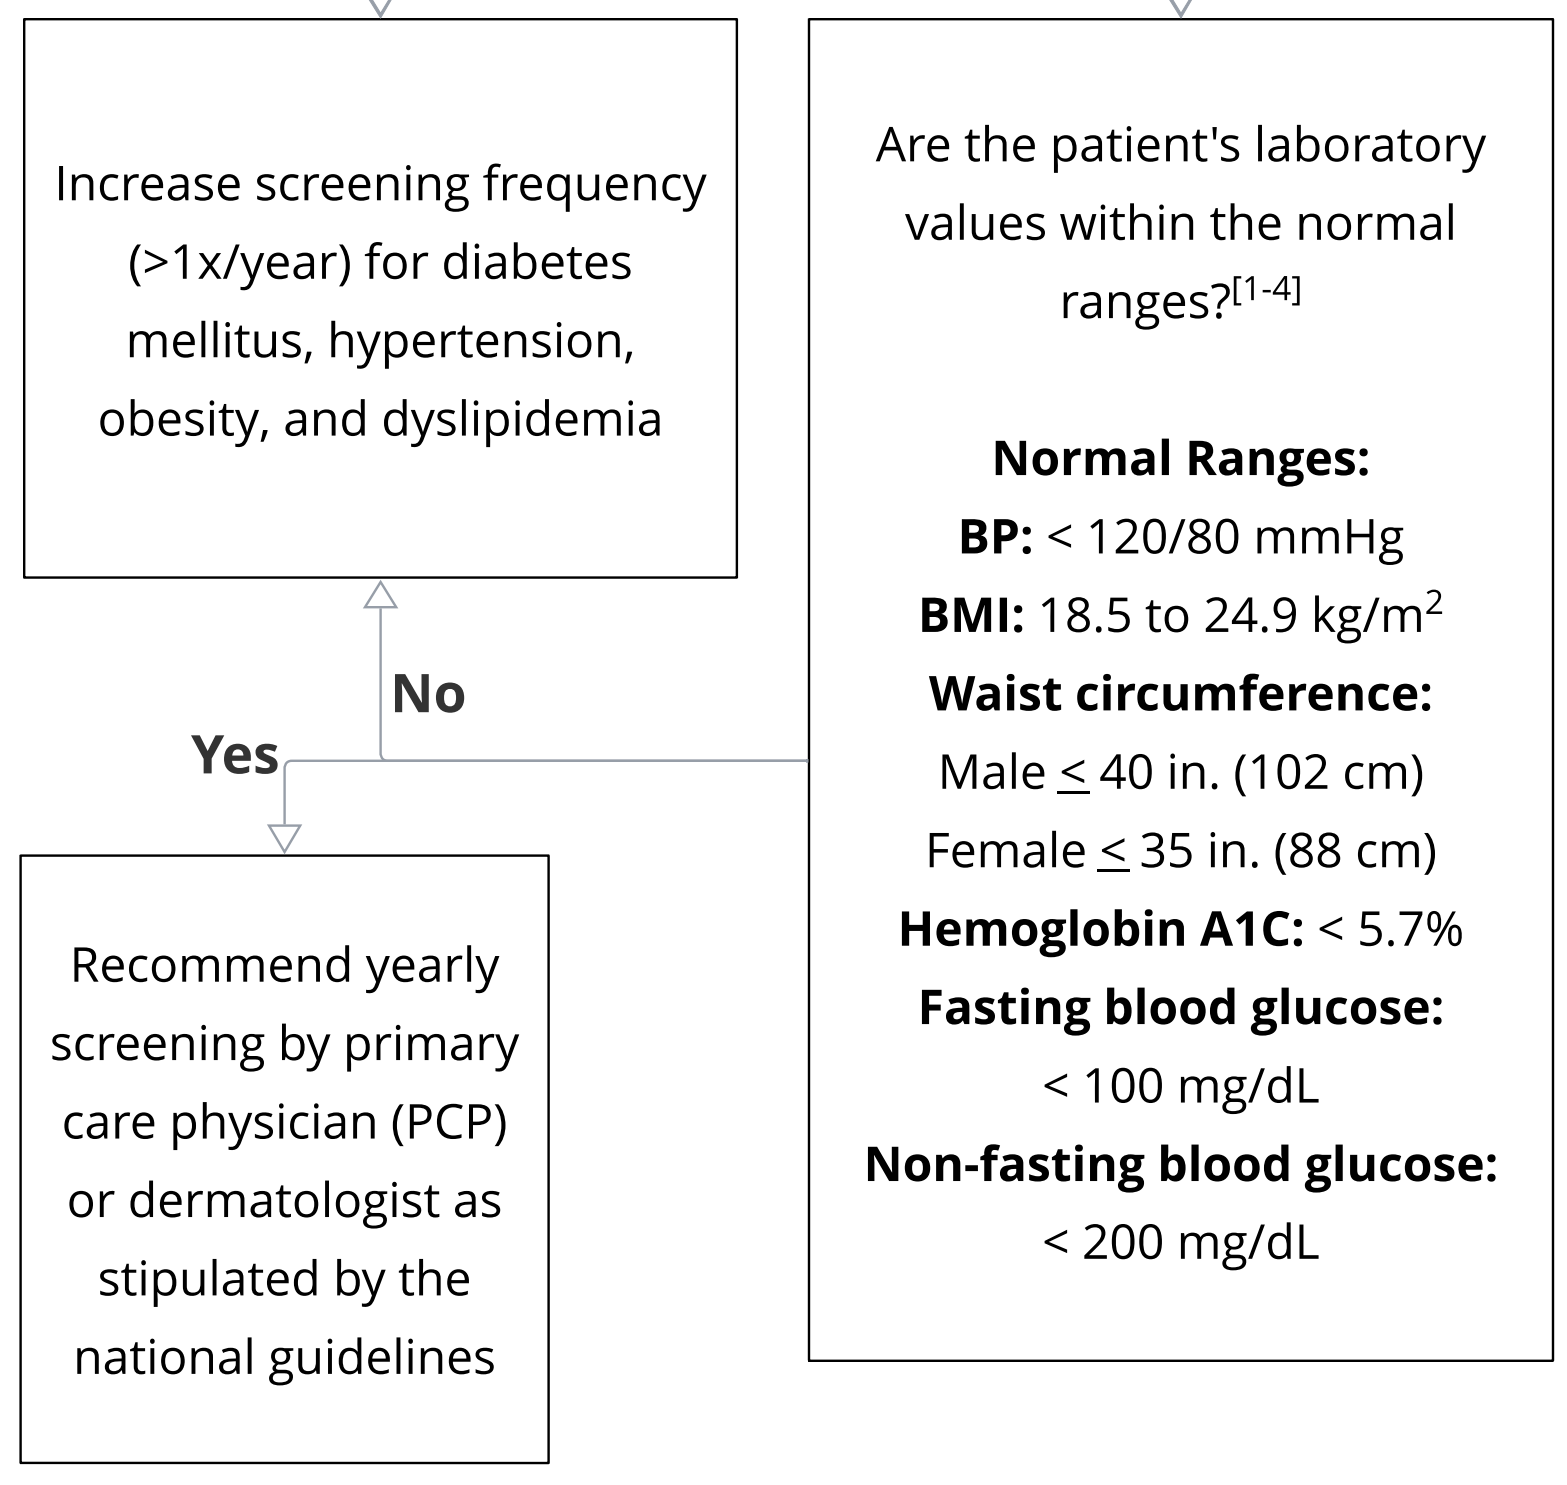 Increase screening frequency
(>1x/year) for diabetes
mellitus, hypertension,
obesity, and dyslipidemia
Are the patient's laboratory
values within the normal
ranges?[1-4]
Normal Ranges:
BP: < 120/80 mmHg
BMI: 18.5 to 24.9 kg/m²
Waist circumference:
Male ≤ 40 in. (102 cm)
Female ≤ 35 in. (88 cm)
Hemoglobin A1C: < 5.7%
Fasting blood glucose:
< 100 mg/dL
Non-fasting blood glucose:
< 200 mg/dL
No
Yes
Recommend yearly
screening by primary
care physician (PCP)
or dermatologist as
stipulated by the
national guidelines